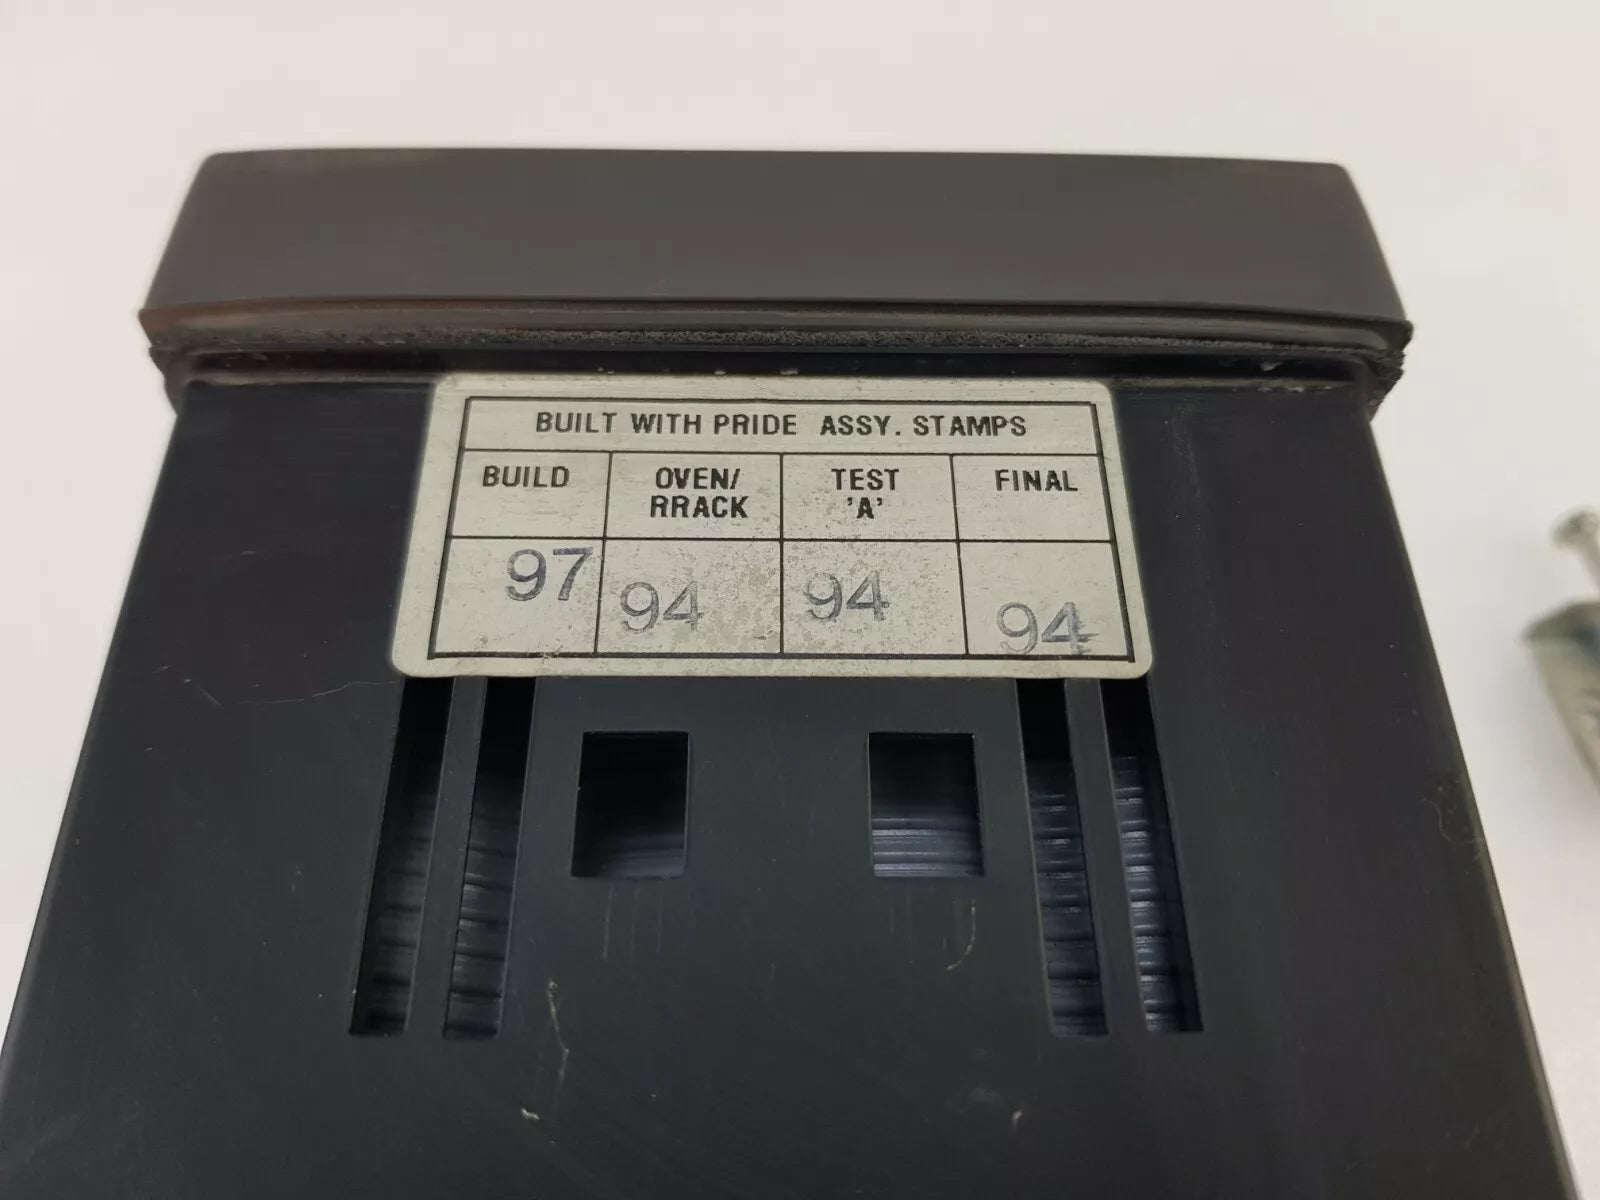 BUILT WITH PRIDE ASSY. STAMPS
BUILD OVEN/ TEST FINAL
RRACK 'A'
97 94 94 94